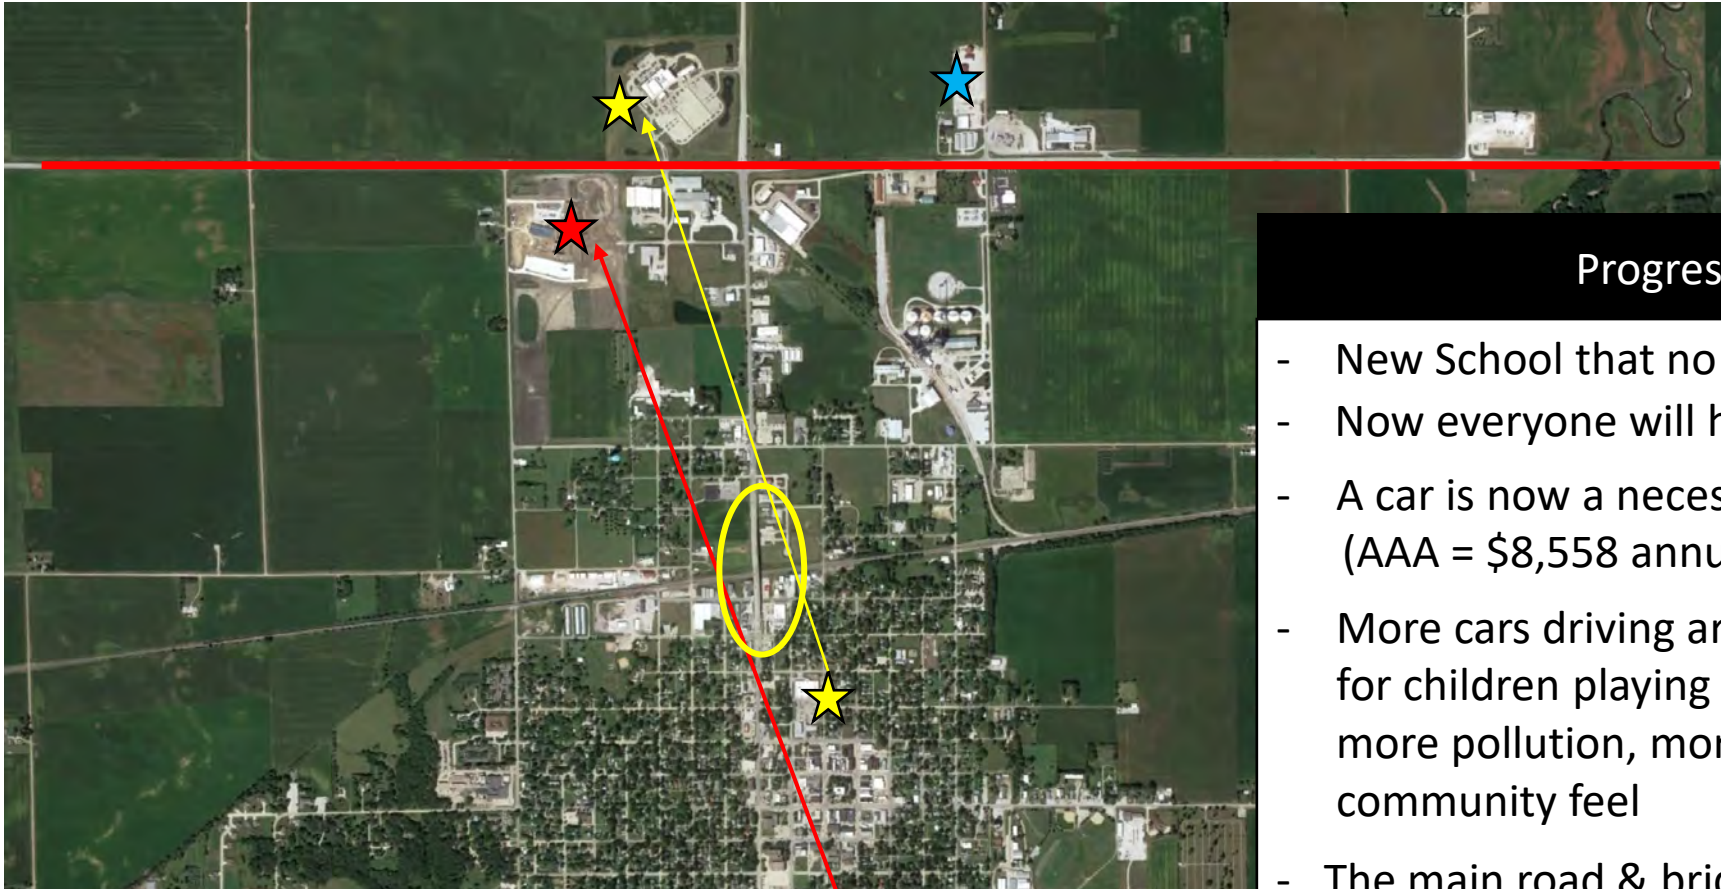 Progres
- New School that no
- Now everyone will h
- A car is now a neces
(AAA = $8,558 annu
- More cars driving ar
for children playing
more pollution, mor
community feel
- The main road & brid